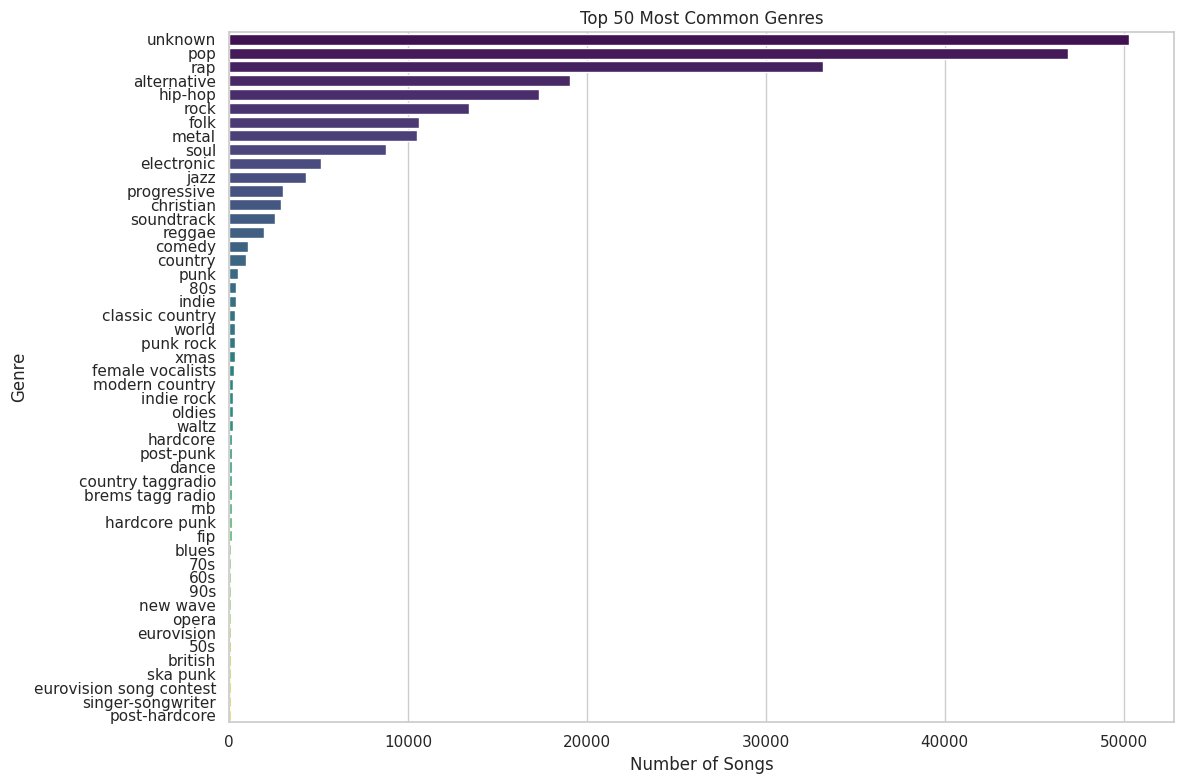 Top 50 Most Common Genres
unknown
pop
rap
alternative
hip-hop
rock
folk
metal
soul
electronic
jazz
progressive
christian
soundtrack
reggae
comedy
country
punk
80s
indie
classic country
world
punk rock
xmas
female vocalists
modern country
indie rock
oldies
waltz
hardcore
post-punk
dance
country taggradio
brems tagg radio
rnb
hardcore punk
fip
blues
70s
60s
90s
new wave
opera
eurovision
50s
british
ska punk
eurovision song contest
singer-songwriter
post-hardcore
Genre
0 10000 20000 30000 40000 50000
Number of Songs